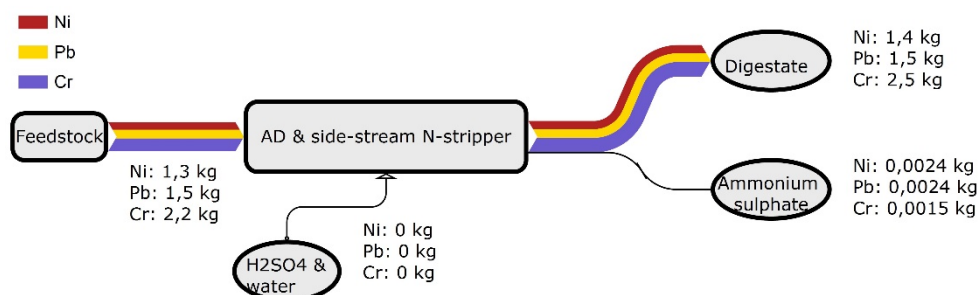 Ni
Pb
Cr
Feedstock
Ni: 1,3 kg
Pb: 1,5 kg
Cr: 2,2 kg
AD & side-stream N-stripper
H2SO4 &
water
Ni: 0 kg
Pb: 0 kg
Cr: 0 kg
Digestate
Ni: 1,4 kg
Pb: 1,5 kg
Cr: 2,5 kg
Ammonium
sulphate
Ni: 0,0024 kg
Pb: 0,0024 kg
Cr: 0,0015 kg